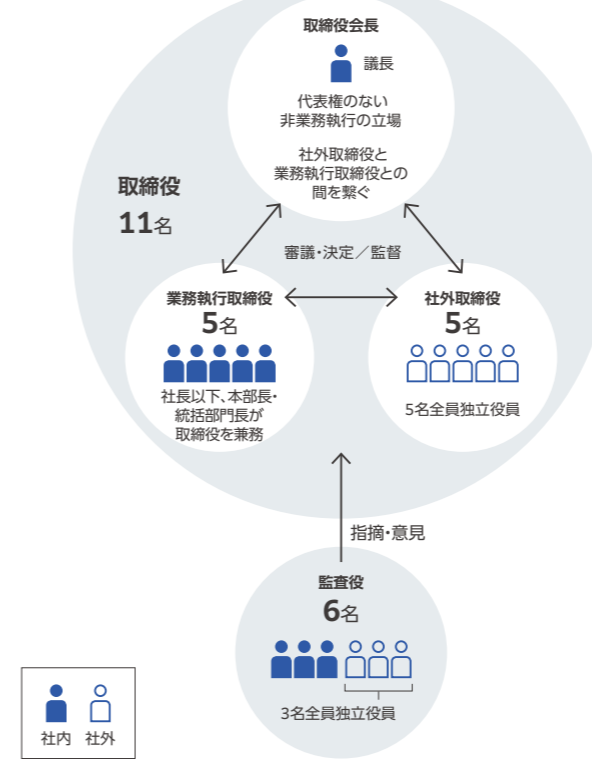 取締役会長
議長
代表権のない
非業務執行の立場
社外取締役と
業務執行取締役との
間を繋ぐ
取締役
11名
審議・決定／監督
業務執行取締役
5名
社長以下、本部長・
統括部門長が
取締役を兼務
社外取締役
5名
5名全員独立役員
指摘・意見
監査役
6名
3名全員独立役員
社内 社外